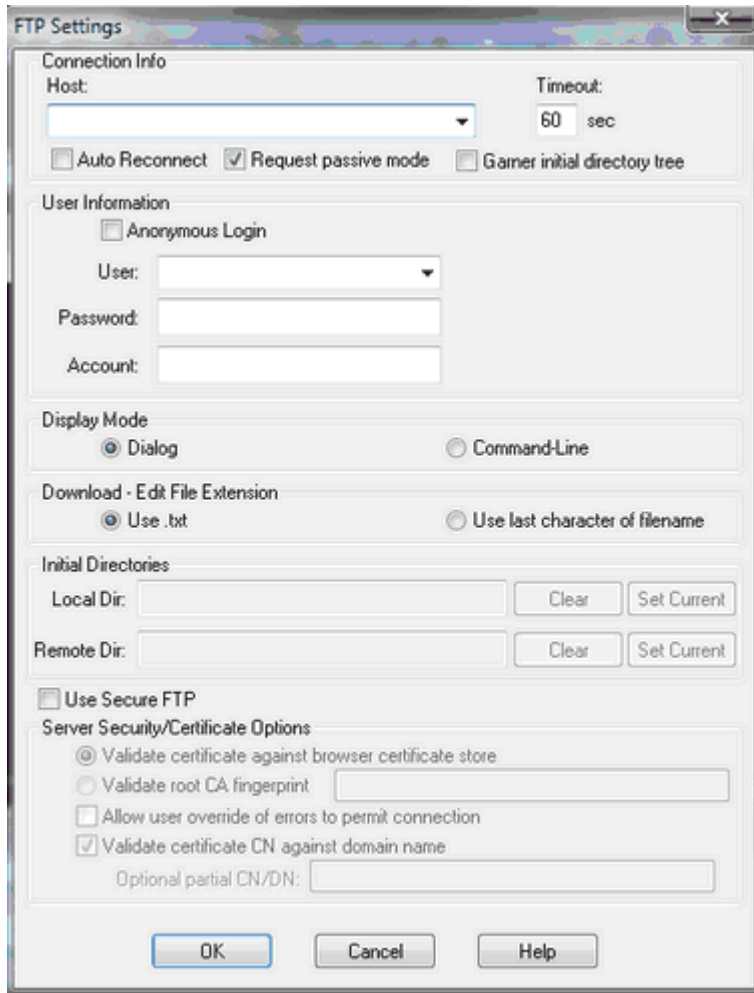 FTP Settings
Connection Info
Host: Timeout:
60 sec
Auto Reconnect Request passive mode Garner initial directory tree
User Information
Anonymous Login
User:
Password:
Account:
Display Mode
Dialog Command-Line
Download - Edit File Extension
Use .txt Use last character of filename
Initial Directories
Local Dir: Clear Set Current
Remote Dir: Clear Set Current
Use Secure FTP
Server Security/Certificate Options
Validate certificate against browser certificate store
Validate root CA fingerprint
Allow user override of errors to permit connection
Validate certificate CN against domain name
Optional partial CN/DN:
OK Cancel Help